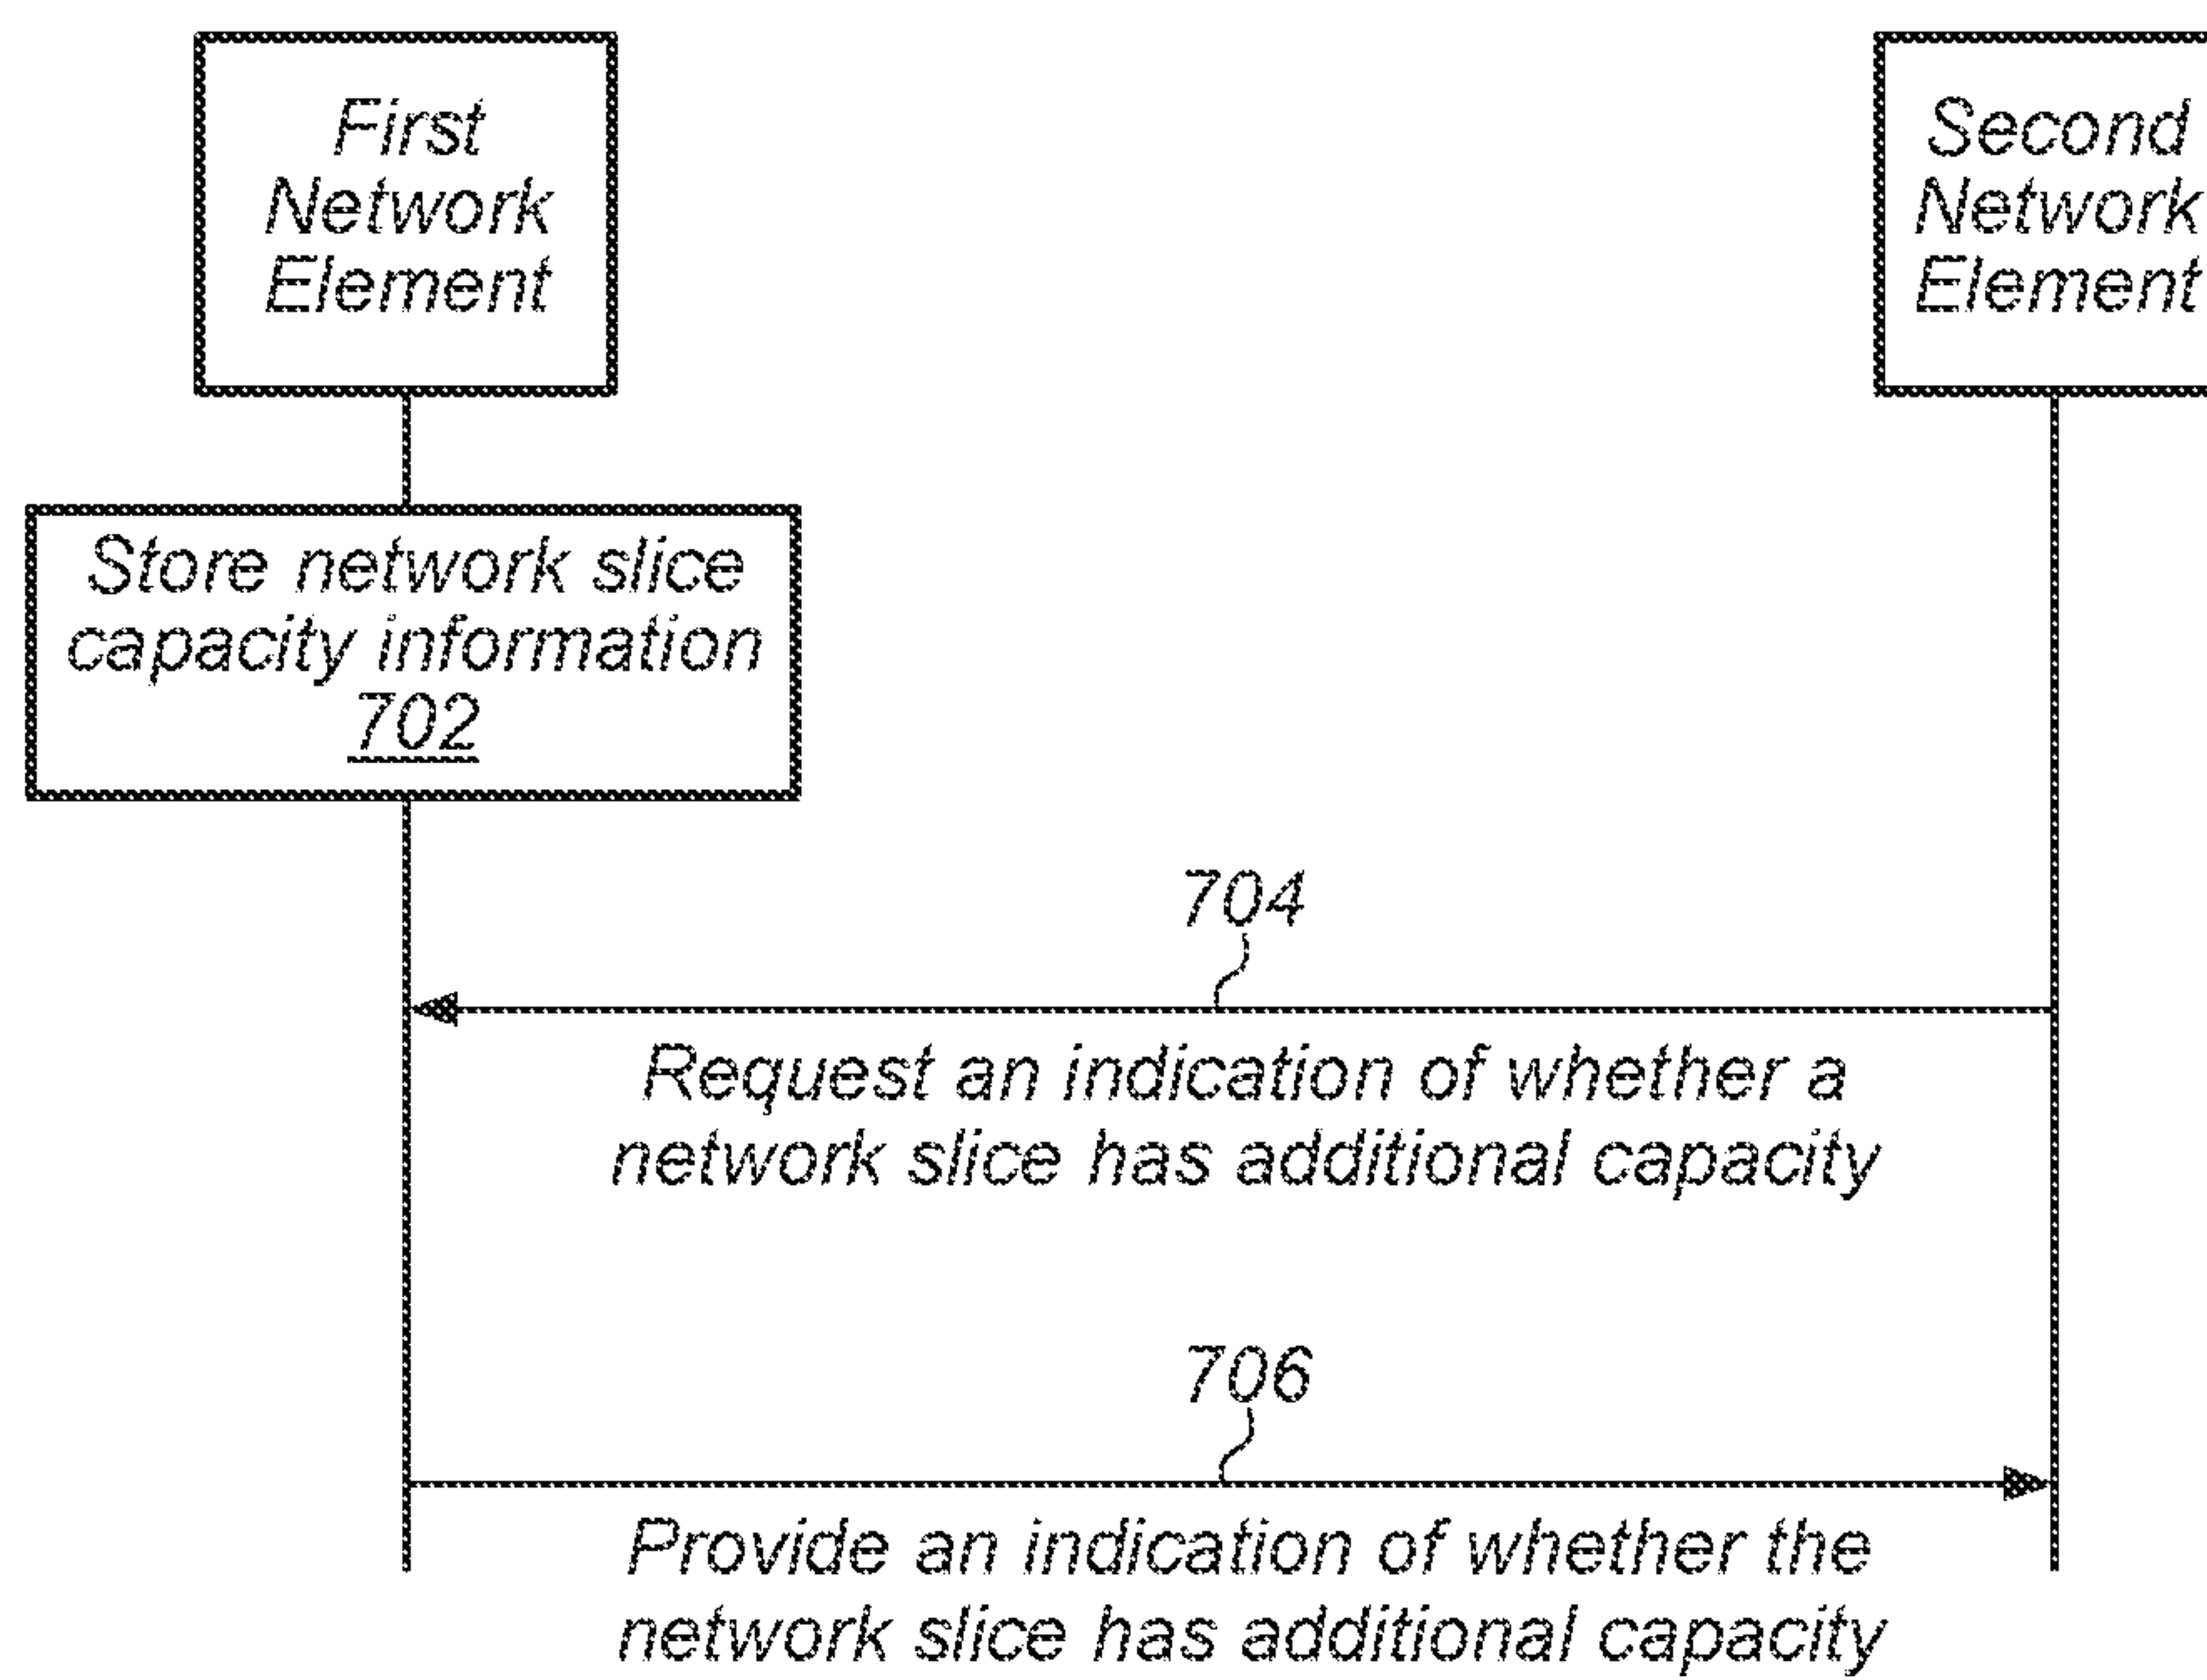 First
Network
Element
Second
Network
Element
Store network slice
capacity information
702
704
Request an indication of whether a
network slice has additional capacity
706
Provide an indication of whether the
network slice has additional capacity